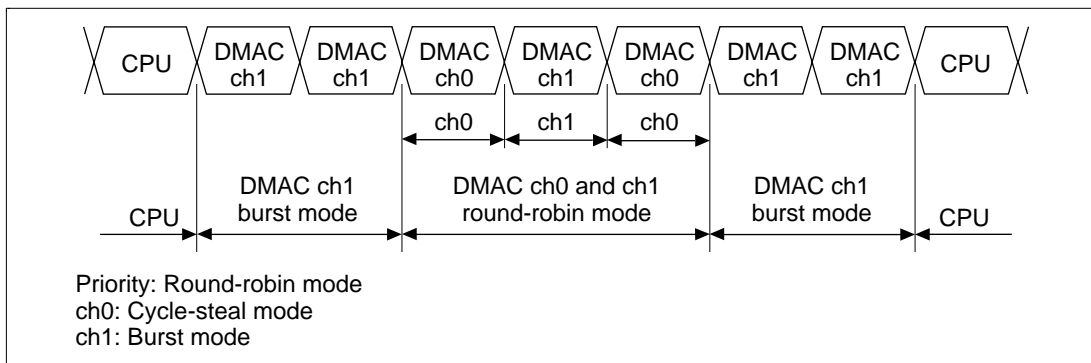 CPU
DMAC
ch1
DMAC
ch1
DMAC
ch0
DMAC
ch1
DMAC
ch0
DMAC
ch1
DMAC
ch1
CPU
ch0
ch1
ch0
CPU
DMAC ch1
burst mode
DMAC ch0 and ch1
round-robin mode
DMAC ch1
burst mode
CPU
Priority: Round-robin mode
ch0: Cycle-steal mode
ch1: Burst mode